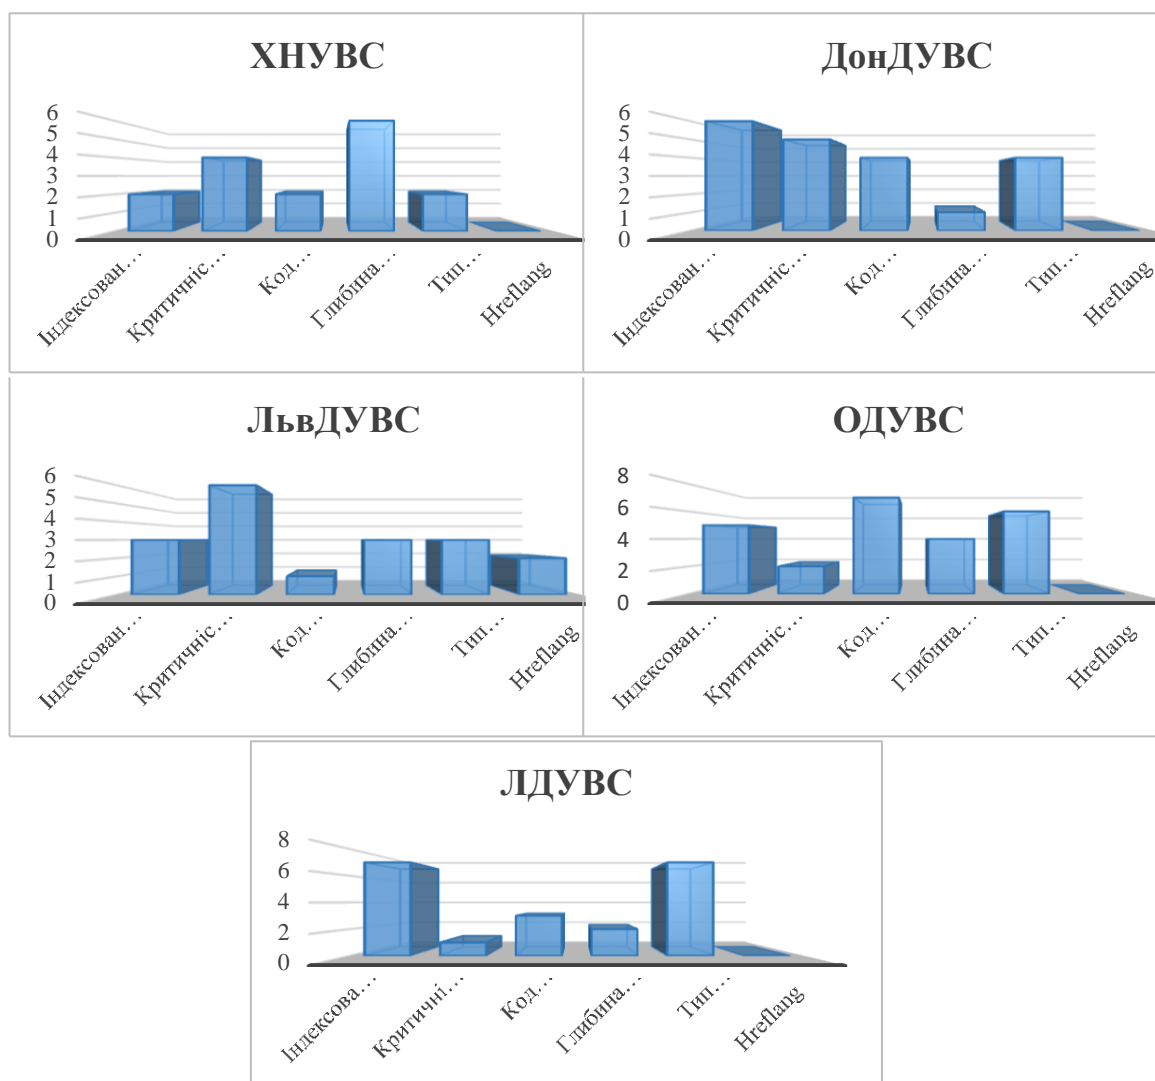 ХНУВС
6
5
4
3
2
1
0
Індексован…
Критичніс…
Код…
Глибина…
Тип…
Hreflang
ДонДУВС
6
5
4
3
2
1
0
Індексован…
Критичніс…
Код…
Глибина…
Тип…
Hreflang
ЛьвДУВС
6
5
4
3
2
1
0
Індексован…
Критичніс…
Код…
Глибина…
Тип…
Hreflang
ОДУВС
8
6
4
2
0
Індексован…
Критичніс…
Код…
Глибина…
Тип…
Hreflang
ЛДУВС
8
6
4
2
0
Індексова…
Критичні…
Код…
Глибина…
Тип…
Hreflang